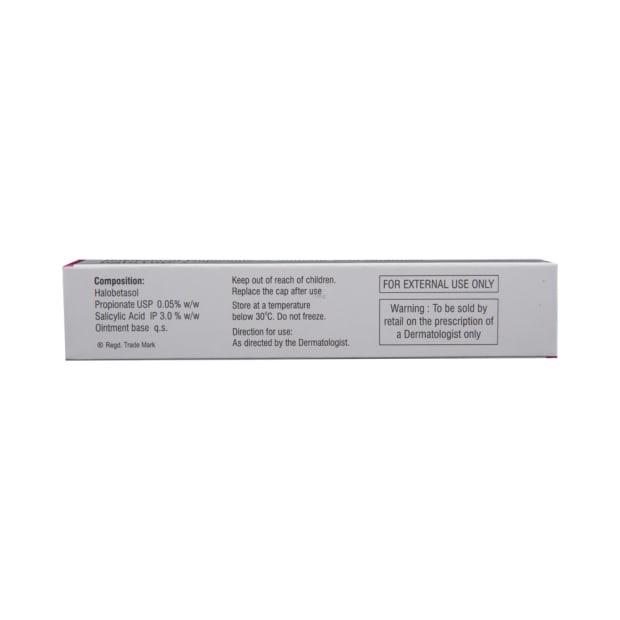 Composition:
Halobetasol
Propionate USP 0.05% w/w
Salicylic Acid IP 3.0 % w/w
Ointment base q.s.
® Regd. Trade Mark
Keep out of reach of children.
Replace the cap after use
Store at a temperature
below 30°C. Do not freeze.
Direction for use:
As directed by the Dermatologist.
FOR EXTERNAL USE ONLY
Warning : To be sold by
retail on the prescription of
a Dermatologist only